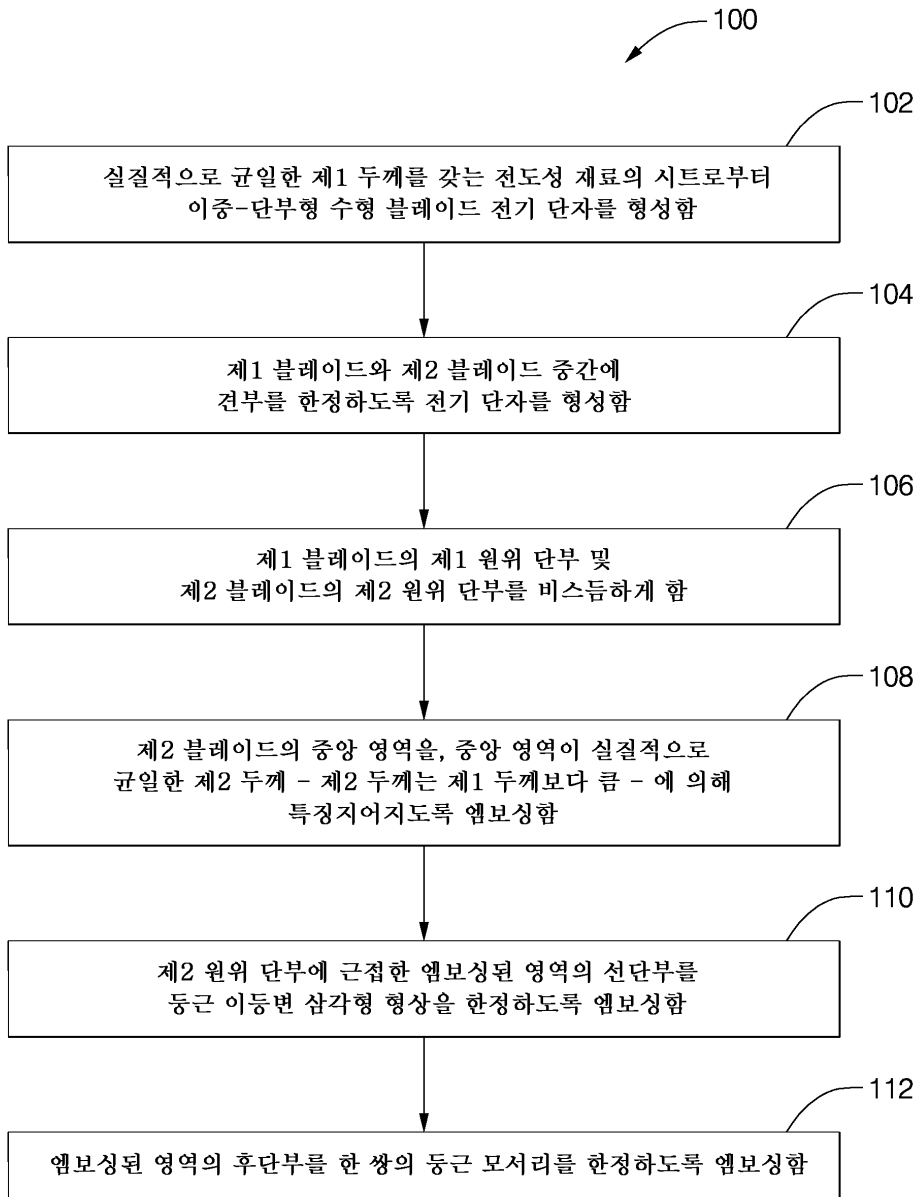 100
102
실질적으로 균일한 제1 두께를 갖는 전도성 재료의 시트로부터
이중-단부형 수형 블레이드 전기 단자를 형성함
104
제1 블레이드와 제2 블레이드 중간에
견부를 한정하도록 전기 단자를 형성함
106
제1 블레이드의 제1 원위 단부 및
제2 블레이드의 제2 원위 단부를 비스듬하게 함
108
제2 블레이드의 중앙 영역을, 중앙 영역이 실질적으로
균일한 제2 두께 - 제2 두께는 제1 두께보다 큼 - 에 의해
특징지어지도록 엠보싱함
110
제2 원위 단부에 근접한 엠보싱된 영역의 선단부를
둥근 이등변 삼각형 형상을 한정하도록 엠보싱함
112
엠보싱된 영역의 후단부를 한 쌍의 둥근 모서리를 한정하도록 엠보싱함